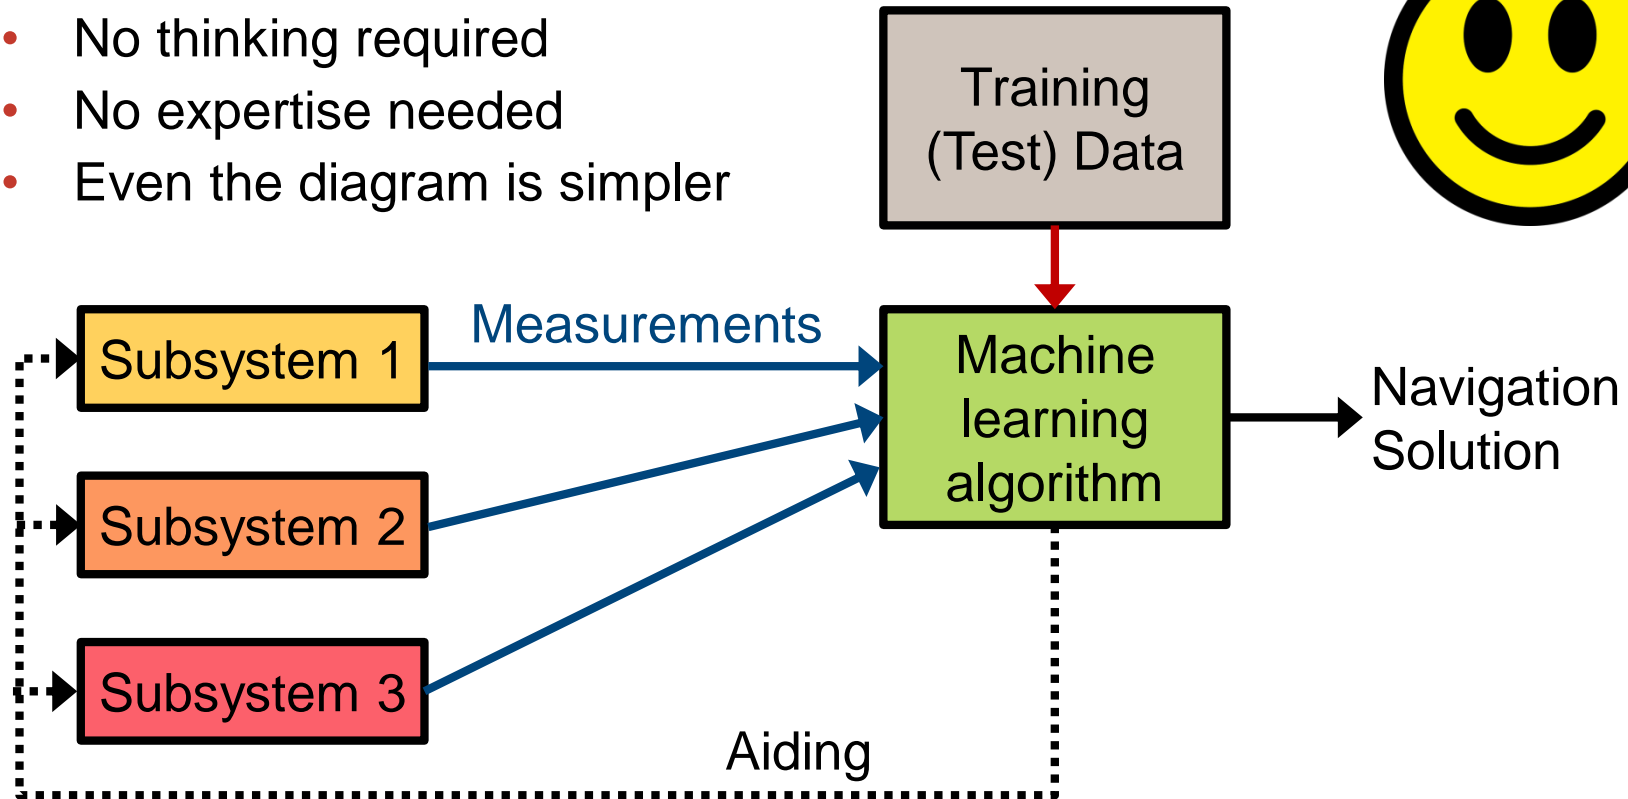 • No thinking required
• No expertise needed
• Even the diagram is simpler
Training
(Test) Data
Measurements
Subsystem 1
Subsystem 2
Subsystem 3
Machine
learning
algorithm
Navigation
Solution
Aiding